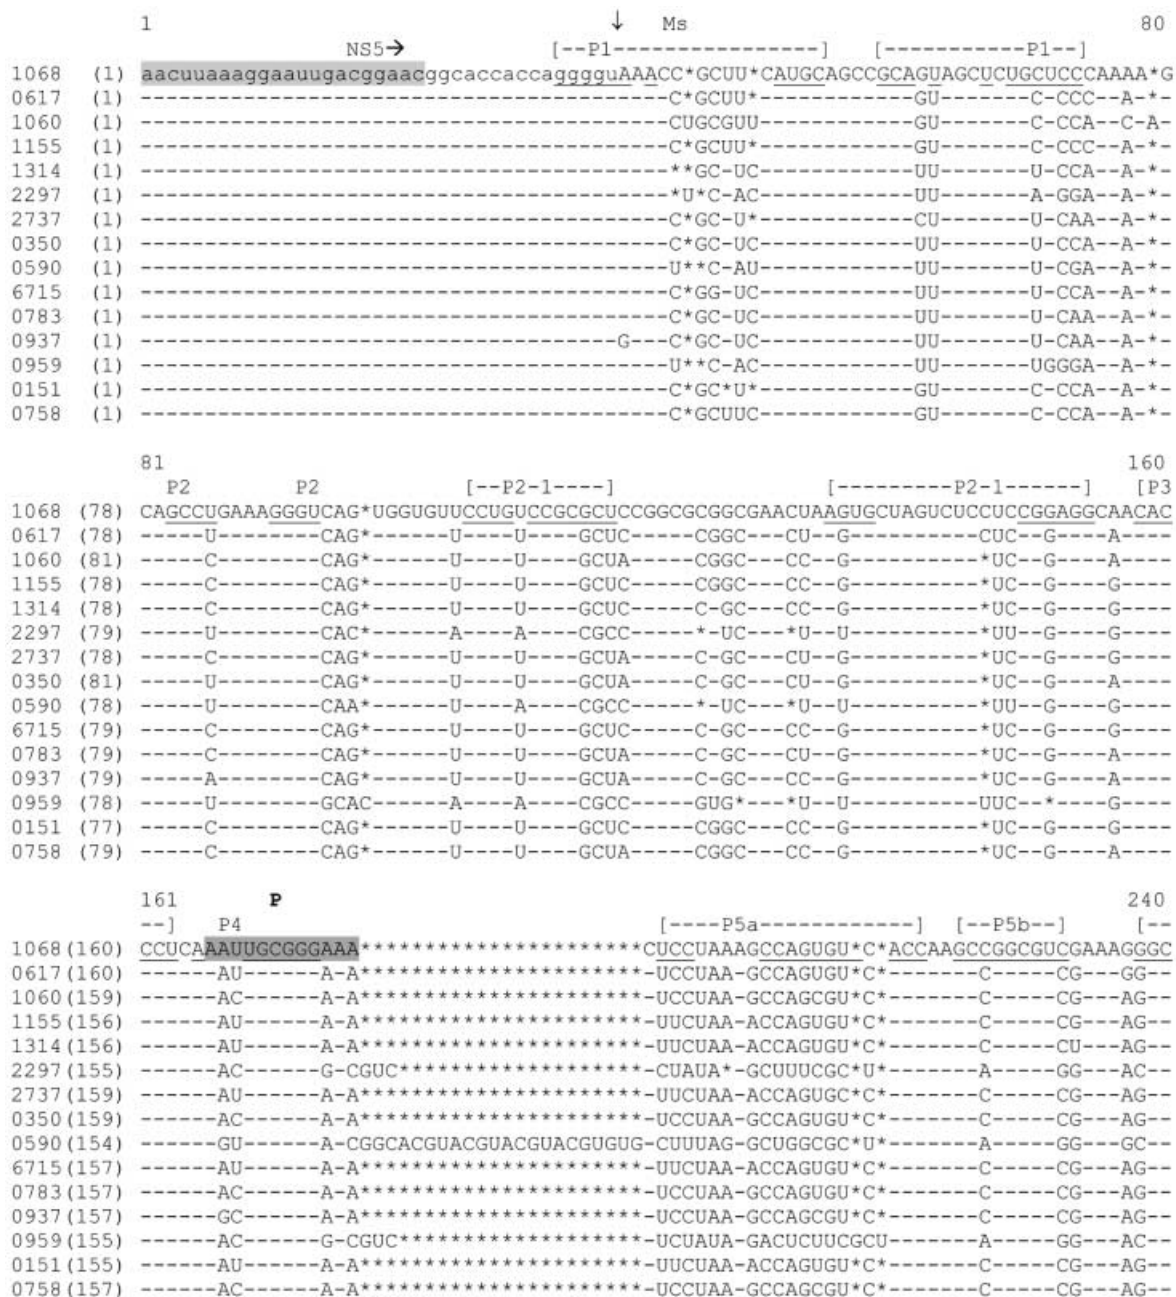 1 ↓ Ms 80
NS5→ [--P1----------------] [-----------P1--]
1068 (1) aacuuaaaggaauugacggaacggcaccaccagggguAAACC*GCUU*CAUGCAGCCGCAGUAGCUCUGCUCCCAAAA*G
0617 (1) -----------------------------------------C*GCUU*------------GU-------C-CCC--A-*-
1060 (1) -----------------------------------------CUGCGUU------------GU-------C-CCA--C-A-
1155 (1) -----------------------------------------C*GCUU*------------GU-------C-CCC--A-*-
1314 (1) -----------------------------------------**GC-UC------------UU-------U-CCA--A-*-
2297 (1) -----------------------------------------*U*C-AC------------UU-------A-GGA--A-*-
2737 (1) -----------------------------------------C*GC-U*------------CU-------U-CAA--A-*-
0350 (1) -----------------------------------------C*GC-UC------------UU-------U-CCA--A-*-
0590 (1) -----------------------------------------U**C-AU------------UU-------U-CGA--A-*-
6715 (1) -----------------------------------------C*GG-UC------------UU-------U-CCA--A-*-
0783 (1) -----------------------------------------C*GC-UC------------UU-------U-CAA--A-*-
0937 (1) -------------------------------------G---C*GC-UC------------UU-------U-CAA--A-*-
0959 (1) -----------------------------------------U**C-AC------------UU-------UGGGA--A-*-
0151 (1) -----------------------------------------C*GC*U*------------GU-------C-CCA--A-*-
0758 (1) -----------------------------------------C*GCUUC------------GU-------C-CCA--A-*-
81 160
P2 P2 [--P2-1----] [---------P2-1------] [P3
1068 (78) CAGCCUGAAAGGGUCAG*UGGUGUUCCUGUCCGCGCUCCGGCGCGGCGAACUAAGUGCUAGUCUCCUCCGGAGGCAACAC
0617 (78) -----U--------CAG*------U----U----GCUC-----CGGC---CU--G----------CUC--G----A----
1060 (81) -----C--------CAG*------U----U----GCUA-----CGGC---CC--G----------*UC--G----A----
1155 (78) -----C--------CAG*------U----U----GCUC-----CGGC---CC--G----------*UC--G----A----
1314 (78) -----C--------CAG*------U----U----GCUC-----C-GC---CC--G----------*UC--G----G----
2297 (79) -----U--------CAC*------A----A----CGCC-----*-UC---*U--U----------*UU--G----G----
2737 (78) -----C--------CAG*------U----U----GCUA-----C-GC---CU--G----------*UC--G----G----
0350 (81) -----U--------CAG*------U----U----GCUA-----C-GC---CU--G----------*UC--G----A----
0590 (78) -----U--------CAA*------U----A----CGCC-----*-UC---*U--U----------*UU--G----G----
6715 (79) -----C--------CAG*------U----U----GCUC-----C-GC---CC--G----------*UC--G----G----
0783 (79) -----C--------CAG*------U----U----GCUA-----C-GC---CU--G----------*UC--G----A----
0937 (79) -----A--------CAG*------U----U----GCUA-----C-GC---CC--G----------*UC--G----A----
0959 (78) -----U--------GCAC------A----A----CGCC-----GUG*---*U--U----------UUC--*----G----
0151 (77) -----C--------CAG*------U----U----GCUC-----CGGC---CC--G----------*UC--G----G----
0758 (79) -----C--------CAG*------U----U----GCUA-----CGGC---CC--G----------*UC--G----A----
161 P 240
--] P4 [----P5a-----------] [--P5b--] [--
1068(160) CCUCAAAUUGCGGGAAA**********************CUCCUAAAGCCAGUGU*C*ACCAAGCCGGCGUCGAAAGGGC
0617(160) ------AU------A-A**********************-UCCUAA-GCCAGUGU*C*-------C-----CG---GG--
1060(159) ------AC------A-A**********************-UCCUAA-GCCAGCGU*C*-------C-----CG---AG--
1155(156) ------AU------A-A**********************-UUCUAA-ACCAGUGU*C*-------C-----CG---AG--
1314(156) ------AU------A-A**********************-UUCUAA-ACCAGUGU*C*-------C-----CU---AG--
2297(155) ------AC------G-CGUC*******************-CUAUA*-GCUUUCGC*U*-------A-----GG---AC--
2737(159) ------AU------A-A**********************-UUCUAA-ACCAGUGC*C*-------C-----CG---AG--
0350(159) ------AC------A-A**********************-UCCUAA-GCCAGUGU*C*-------C-----CG---AG--
0590(154) ------GU------A-CGGCACGUACGUACGUACGUGUG-CUUUAG-GCUGGCGC*U*-------A-----GG---GC--
6715(157) ------AU------A-A**********************-UUCUAA-ACCAGUGU*C*-------C-----CG---AG--
0783(157) ------AC------A-A**********************-UCCUAA-GCCAGUGU*C*-------C-----CG---AG--
0937(157) ------GC------A-A**********************-UCCUAA-GCCAGCGU*C*-------C-----CG---AG--
0959(155) ------AC------G-CGUC*******************-UCUAUA-GACUCUUCGCU-------A-----GG---AC--
0151(155) ------AU------A-A**********************-UUCUAA-ACCAGUGU*C*-------C-----CG---AG--
0758(157) ------AC------A-A**********************-UCCUAA-GCCAGCGU*C*-------C-----CG---AG--